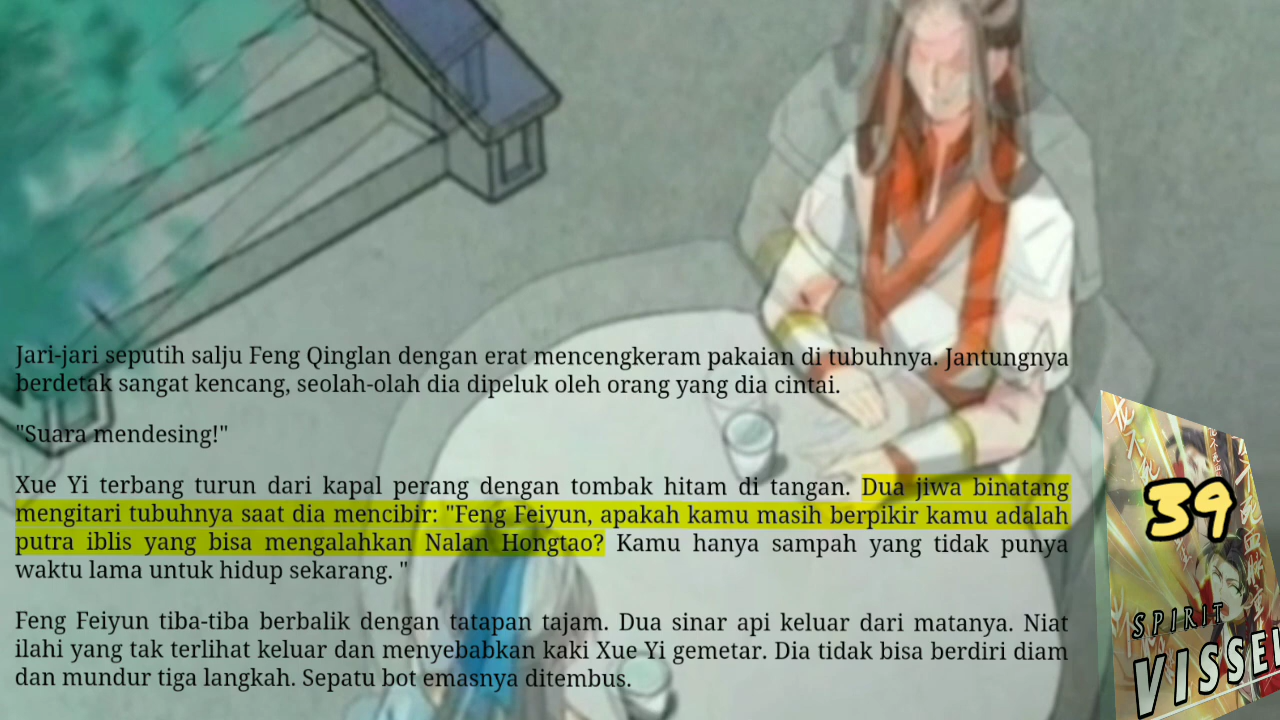 Jari-jari seputih salju Feng Qinglan dengan erat mencengkeram pakaian di tubuhnya. Jantungnya
berdetak sangat kencang, seolah-olah dia dipeluk oleh orang yang dia cintai.
"Suara mendesing!"
Xue Yi terbang turun dari kapal perang dengan tombak hitam di tangan. Dua jiwa binatang
mengitari tubuhnya saat dia mencibir: "Feng Feiyun, apakah kamu masih berpikir kamu adalah
putra iblis yang bisa mengalahkan Nalan Hongtao? Kamu hanya sampah yang tidak punya
waktu lama untuk hidup sekarang. "
Feng Feiyun tiba-tiba berbalik dengan tatapan tajam. Dua sinar api keluar dari matanya. Niat
ilahi yang tak terlihat keluar dan menyebabkan kaki Xue Yi gemetar. Dia tidak bisa berdiri diam
dan mundur tiga langkah. Sepatu bot emasnya ditembus.
39
SPIRIT
VISSEL